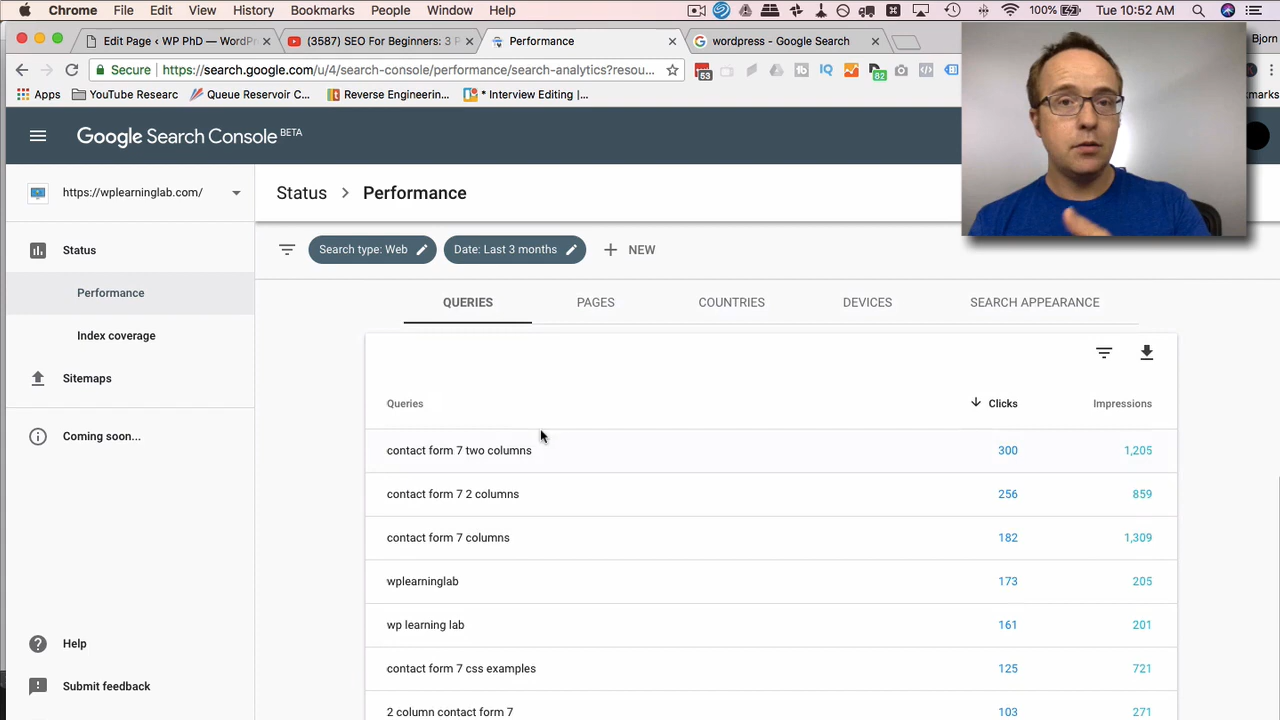 Chrome File Edit View History Bookmarks People Window Help 100% Tue 10:52 AM
Edit Page ‹ WP PhD — WordPr
(3587) SEO For Beginners: 3 P
Performance
wordpress - Google Search
Bjorn
Secure https://search.google.com/u/4/search-console/performance/search-analytics?resou...
53
82
Apps YouTube Researc Queue Reservoir C... Reverse Engineerin... * Interview Editing |...
kmarks
Google Search Console BETA
https://wplearninglab.com/
Status > Performance
Status
Performance
Index coverage
Sitemaps
Coming soon...
Help
Submit feedback
Search type: Web Date: Last 3 months + NEW
QUERIES PAGES COUNTRIES DEVICES SEARCH APPEARANCE
Queries Clicks Impressions
contact form 7 two columns 300 1,205
contact form 7 2 columns 256 859
contact form 7 columns 182 1,309
wplearninglab 173 205
wp learning lab 161 201
contact form 7 css examples 125 721
2 column contact form 7 103 271